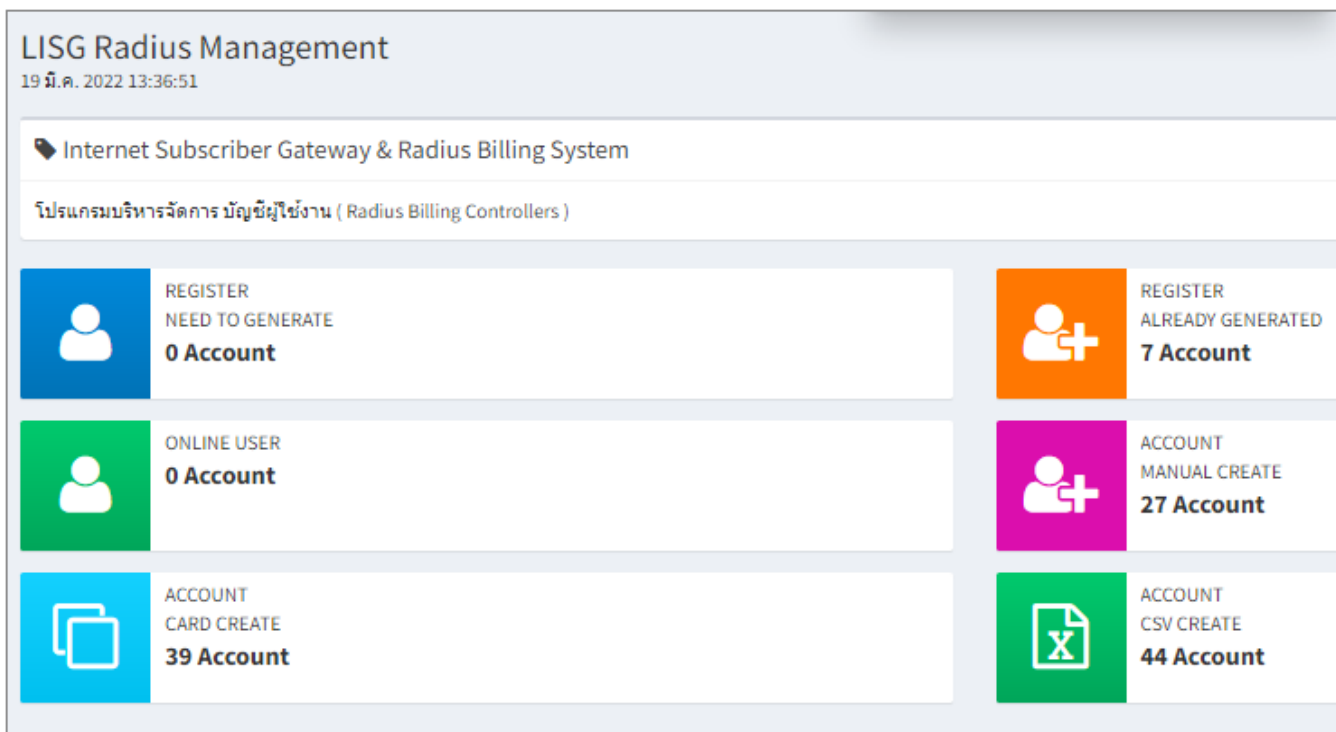 LISG Radius Management
19 มี.ค. 2022 13:36:51
Internet Subscriber Gateway & Radius Billing System
โปรแกรมบริหารจัดการ บัญชีผู้ใช้งาน ( Radius Billing Controllers )
REGISTER
NEED TO GENERATE
0 Account
REGISTER
ALREADY GENERATED
7 Account
ONLINE USER
0 Account
ACCOUNT
MANUAL CREATE
27 Account
ACCOUNT
CARD CREATE
39 Account
ACCOUNT
CSV CREATE
44 Account